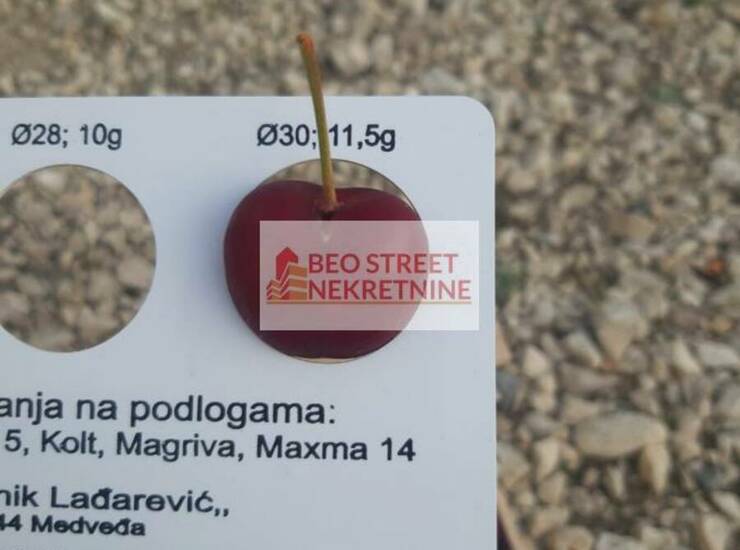 Ø28; 10g
Ø30; 11,5g
BEO STREET
NEKRETNINE
anja na podlogama:
5, Kolt, Magriva, Maxma 14
nik Lađarević,,
44 Medveđa